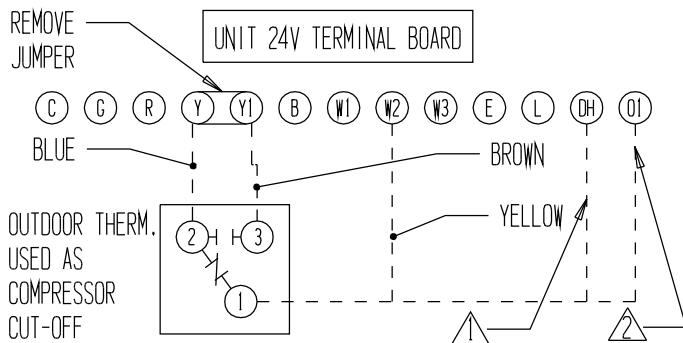 REMOVE
JUMPER
UNIT 24V TERMINAL BOARD
C G R Y Y1 B W1 W2 W3 E L DH O1
BLUE
BROWN
YELLOW
OUTDOOR THERM.
USED AS
COMPRESSOR
CUT-OFF
2 3
1
1
2